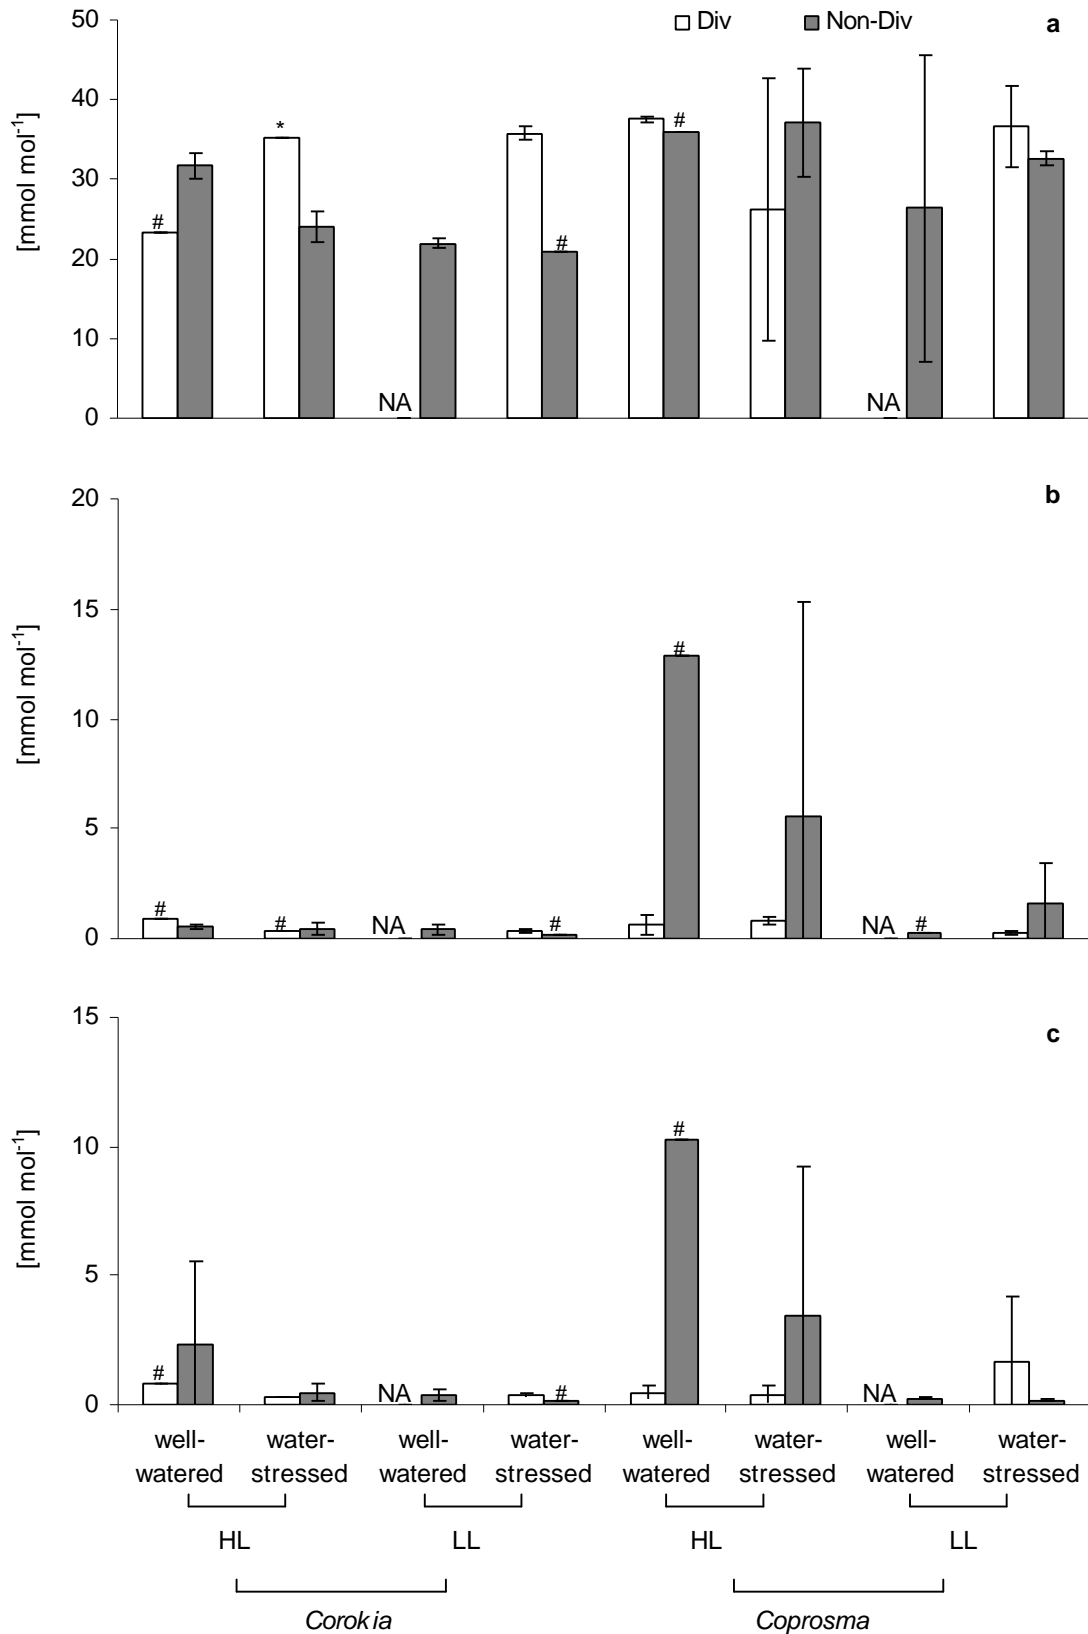 50
Div Non-Div a
40
*
#
30
#
20
#
10
NA NA
0
[mmol mol-1]
20
b
15
#
10
5
#
#
NA
#
NA
#
0
[mmol mol-1]
15
c
10
#
5
#
NA
#
NA
0
[mmol mol-1]
well- water- well- water- well- water- well- water-
watered stressed watered stressed watered stressed watered stressed
HL LL HL LL
Corokia Coprosma